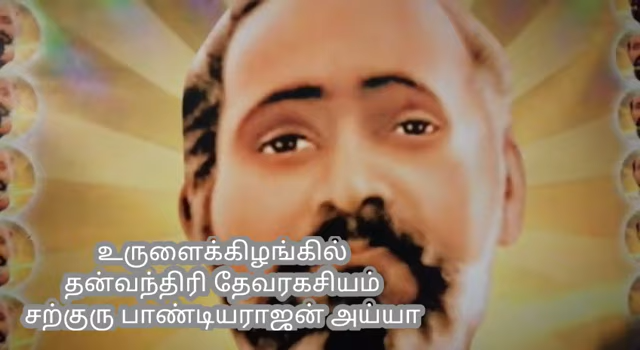 உருளைக்கிழங்கில்
தன்வந்திரி தேவரகசியம்
சற்குரு பாண்டியராஜன் அய்யா